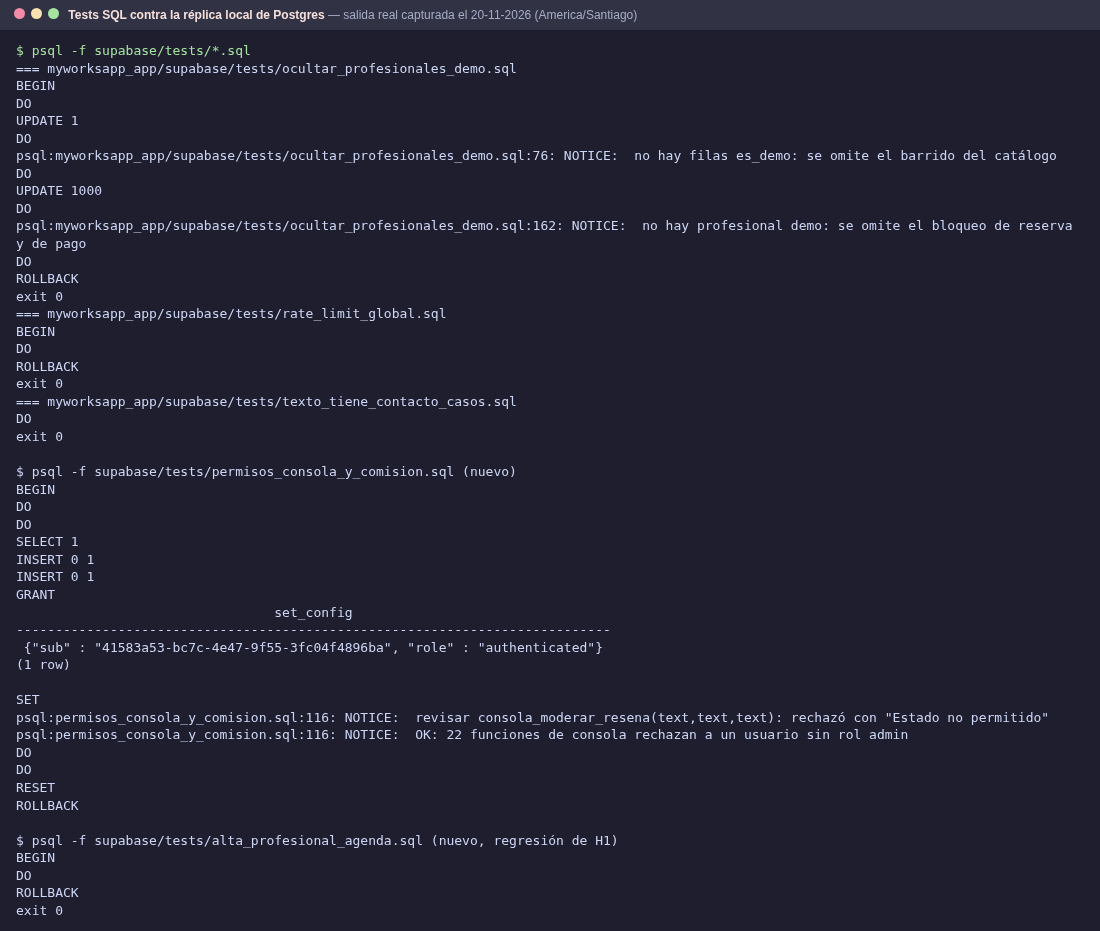 Tests SQL contra la réplica local de Postgres — salida real capturada el 20-11-2026 (America/Santiago)
$ psql -f supabase/tests/*.sql
=== myworksapp_app/supabase/tests/ocultar_profesionales_demo.sql
BEGIN
DO
UPDATE 1
DO
psql:myworksapp_app/supabase/tests/ocultar_profesionales_demo.sql:76: NOTICE:  no hay filas es_demo: se omite el barrido del catálogo
DO
UPDATE 1000
DO
psql:myworksapp_app/supabase/tests/ocultar_profesionales_demo.sql:162: NOTICE:  no hay profesional demo: se omite el bloqueo de reserva
y de pago
DO
ROLLBACK
exit 0
=== myworksapp_app/supabase/tests/rate_limit_global.sql
BEGIN
DO
ROLLBACK
exit 0
=== myworksapp_app/supabase/tests/texto_tiene_contacto_casos.sql
DO
exit 0
$ psql -f supabase/tests/permisos_consola_y_comision.sql (nuevo)
BEGIN
DO
DO
SELECT 1
INSERT 0 1
INSERT 0 1
GRANT
set_config
----------------------------------------------------------------------------
{"sub" : "41583a53-bc7c-4e47-9f55-3fc04f4896ba", "role" : "authenticated"}
(1 row)
SET
psql:permisos_consola_y_comision.sql:116: NOTICE:  revisar consola_moderar_resena(text,text,text): rechazó con "Estado no permitido"
psql:permisos_consola_y_comision.sql:116: NOTICE:  OK: 22 funciones de consola rechazan a un usuario sin rol admin
DO
DO
RESET
ROLLBACK
$ psql -f supabase/tests/alta_profesional_agenda.sql (nuevo, regresión de H1)
BEGIN
DO
ROLLBACK
exit 0